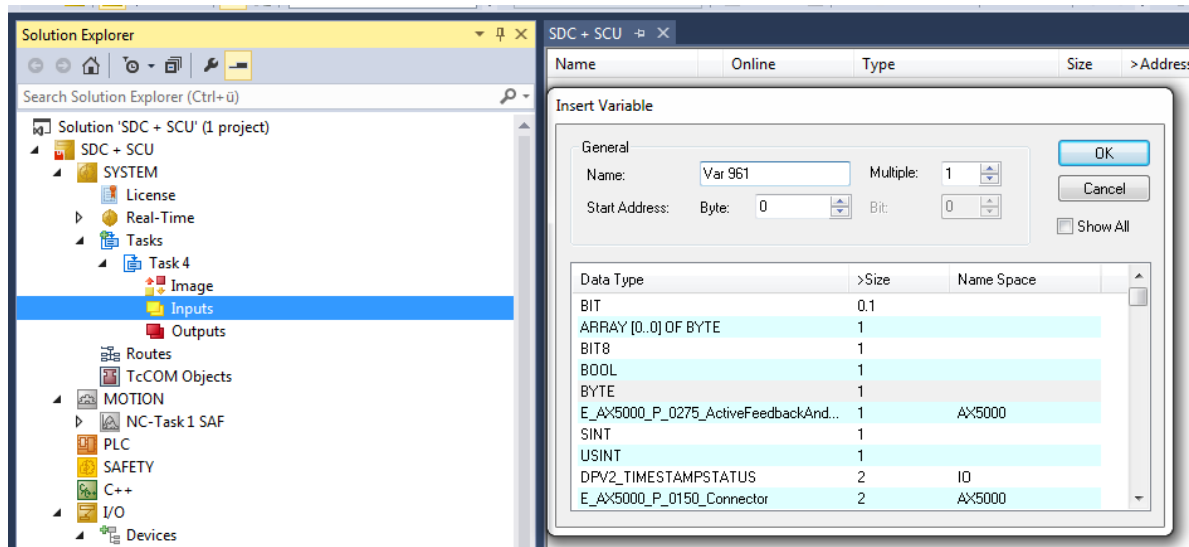 Solution Explorer
Search Solution Explorer (Ctrl+ü)
Solution 'SDC + SCU' (1 project)
SDC + SCU
SYSTEM
License
Real-Time
Tasks
Task 4
Image
Inputs
Outputs
Routes
TcCOM Objects
MOTION
NC-Task 1 SAF
PLC
SAFETY
C++
I/O
Devices
SDC + SCU
Name Online Type Size >Address
Insert Variable
General
Name: Var 961 Multiple: 1
Start Address: Byte: 0 Bit: 0
OK
Cancel
Show All
Data Type >Size Name Space
BIT 0.1
ARRAY [0..0] OF BYTE 1
BIT8 1
BOOL 1
BYTE 1
E_AX5000_P_0275_ActiveFeedbackAnd... 1 AX5000
SINT 1
USINT 1
DPV2_TIMESTAMPSTATUS 2 IO
E_AX5000_P_0150_Connector 2 AX5000